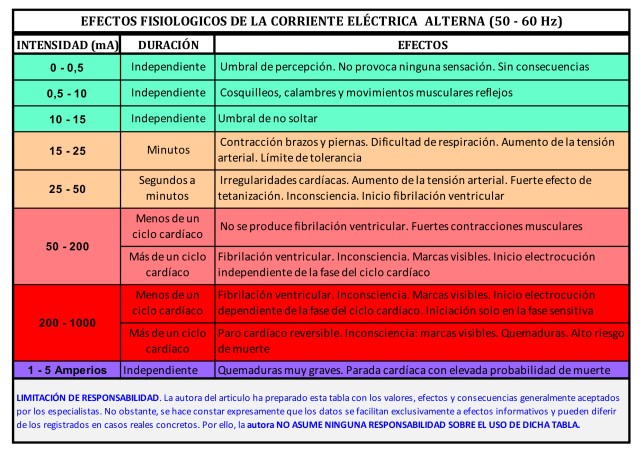 EFECTOS FISIOLOGICOS DE LA CORRIENTE ELÉCTRICA ALTERNA (50 - 60 Hz)
INTENSIDAD (mA) DURACIÓN EFECTOS
0 - 0,5 Independiente Umbral de percepción. No provoca ninguna sensación. Sin consecuencias
0,5 - 10 Independiente Cosquilleos, calambres y movimientos musculares reflejos
10 - 15 Independiente Umbral de no soltar
15 - 25 Minutos Contracción brazos y piernas. Dificultad de respiración. Aumento de la tensión
arterial. Límite de tolerancia
25 - 50 Segundos a
minutos
Irregularidades cardíacas. Aumento de la tensión arterial. Fuerte efecto de
tetanización. Inconsciencia. Inicio fibrilación ventricular
50 - 200
Menos de un
ciclo cardíaco
No se produce fibrilación ventricular. Fuertes contracciones musculares
Más de un ciclo
cardíaco
Fibrilación ventricular. Inconsciencia. Marcas visibles. Inicio electrocución
independiente de la fase del ciclo cardíaco
200 - 1000
Menos de un
ciclo cardíaco
Fibrilación ventricular. Inconsciencia. Marcas visibles. Inicio electrocución
dependiente de la fase del ciclo cardíaco. Iniciación solo en la fase sensitiva
Más de un ciclo
cardíaco
Paro cardíaco reversible. Inconsciencia: marcas visibles. Quemaduras. Alto riesgo
de muerte
1 - 5 Amperios Independiente Quemaduras muy graves. Parada cardíaca con elevada probabilidad de muerte
LIMITACIÓN DE RESPONSABILIDAD. La autora del articulo ha preparado esta tabla con los valores, efectos y consecuencias generalmente aceptados
por los especialistas. No obstante, se hace constar expresamente que los datos se facilitan exclusivamente a efectos informativos y pueden diferir
de los registrados en casos reales concretos. Por ello, la autora NO ASUME NINGUNA RESPONSABILIDAD SOBRE EL USO DE DICHA TABLA.